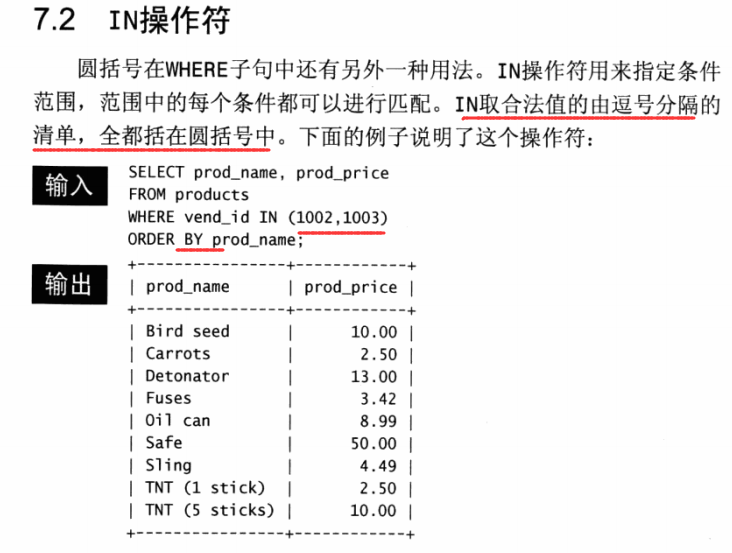 7.2 IN操作符
圆括号在WHERE子句中还有另外一种用法。IN操作符用来指定条件
范围，范围中的每个条件都可以进行匹配。IN取合法值的由逗号分隔的
清单，全都括在圆括号中。下面的例子说明了这个操作符：
输入
SELECT prod_name, prod_price
FROM products
WHERE vend_id IN (1002,1003)
ORDER BY prod_name;
输出
+----------------+------------+
| prod_name | prod_price |
+----------------+------------+
| Bird seed | 10.00 |
| Carrots | 2.50 |
| Detonator | 13.00 |
| Fuses | 3.42 |
| Oil can | 8.99 |
| Safe | 50.00 |
| Sling | 4.49 |
| TNT (1 stick) | 2.50 |
| TNT (5 sticks) | 10.00 |
+----------------+------------+